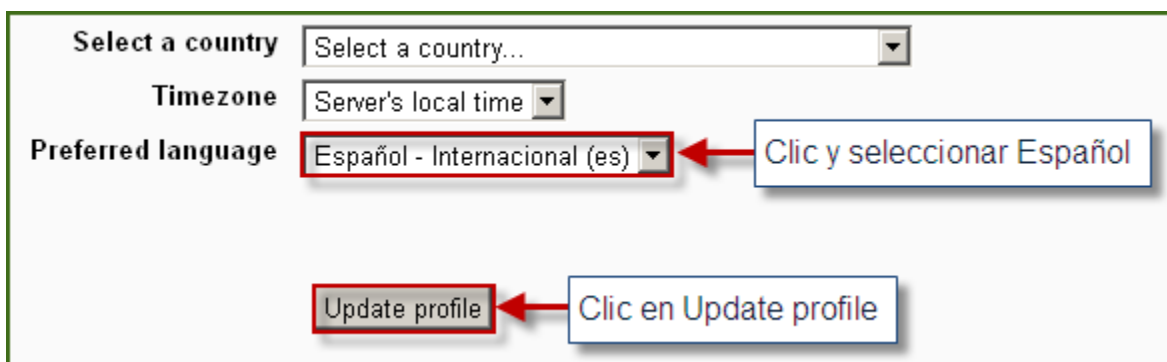 Select a country Select a country...
Timezone Server's local time
Preferred language Español - Internacional (es) Clic y seleccionar Español
Update profile Clic en Update profile